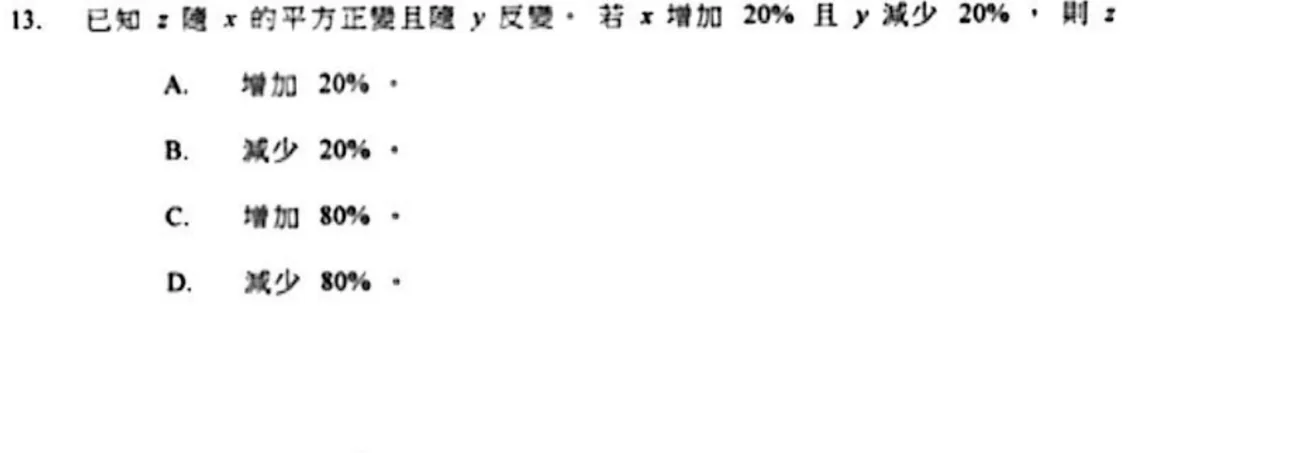 13. 已知 z 隨 x 的平方正變且隨 y 反變。 若 x 增加 20% 且 y 減少 20% , 則 z
A. 增加 20% 。
B. 減少 20% 。
C. 增加 80% 。
D. 減少 80% 。